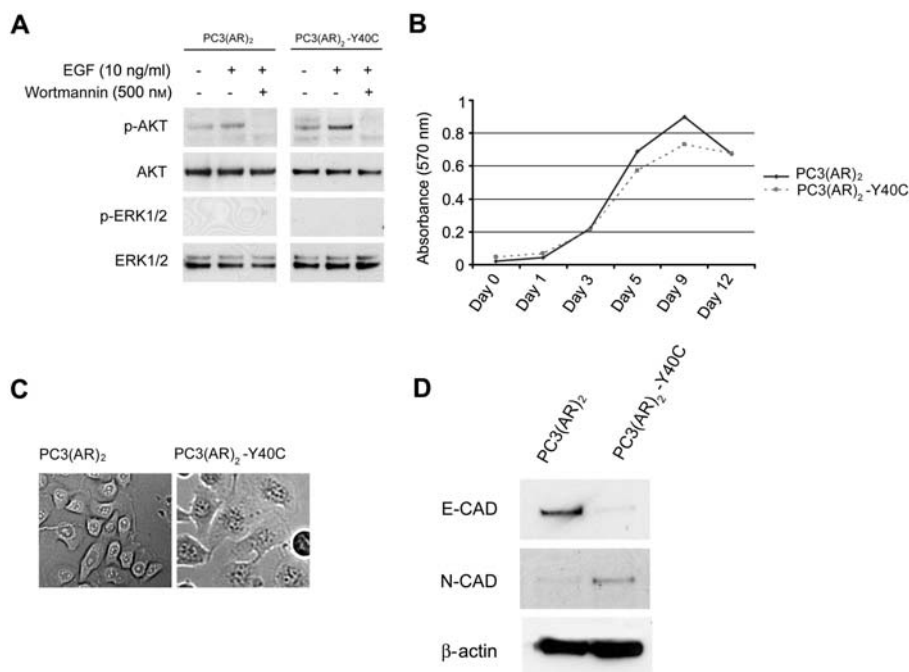 A
PC3(AR)₂ PC3(AR)₂ -Y40C
EGF (10 ng/ml) - + + - + +
Wortmannin (500 nM) - - + - - +
p-AKT
AKT
p-ERK1/2
ERK1/2
B
Absorbance (570 nm)
1
0.8
0.6
0.4
0.2
0
Day 0 Day 1 Day 3 Day 5 Day 9 Day 12
PC3(AR)₂
PC3(AR)₂ -Y40C
C
PC3(AR)₂ PC3(AR)₂ -Y40C
D
PC3(AR)₂ PC3(AR)₂ -Y40C
E-CAD
N-CAD
β-actin